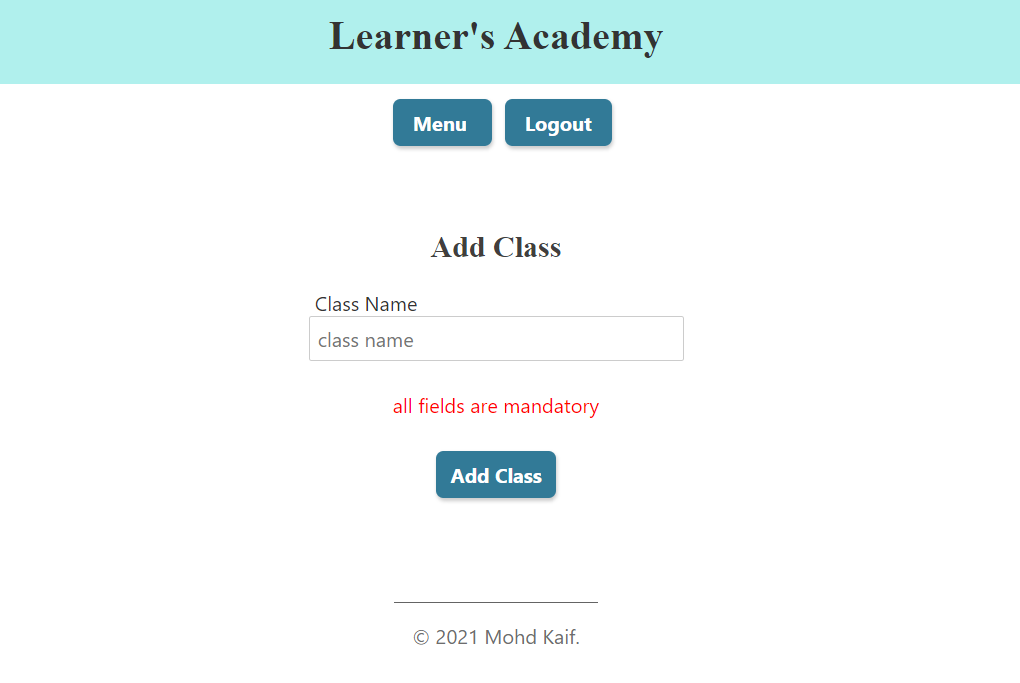 Learner's Academy
Menu Logout
Add Class
Class Name
class name
all fields are mandatory
Add Class
© 2021 Mohd Kaif.